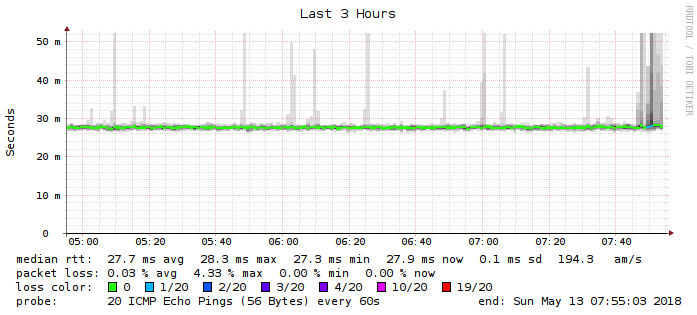 Last 3 Hours
RRDTOOL / TOBI OETIKER
Seconds
50 m
40 m
30 m
20 m
10 m
0
05:00 05:20 05:40 06:00 06:20 06:40 07:00 07:20 07:40
median rtt: 27.7 ms avg 28.3 ms max 27.3 ms min 27.9 ms now 0.1 ms sd 194.3 am/s
packet loss: 0.03 % avg 4.33 % max 0.00 % min 0.00 % now
loss color: 0 1/20 2/20 3/20 4/20 10/20 19/20
probe: 20 ICMP Echo Pings (56 Bytes) every 60s end: Sun May 13 07:55:03 2018